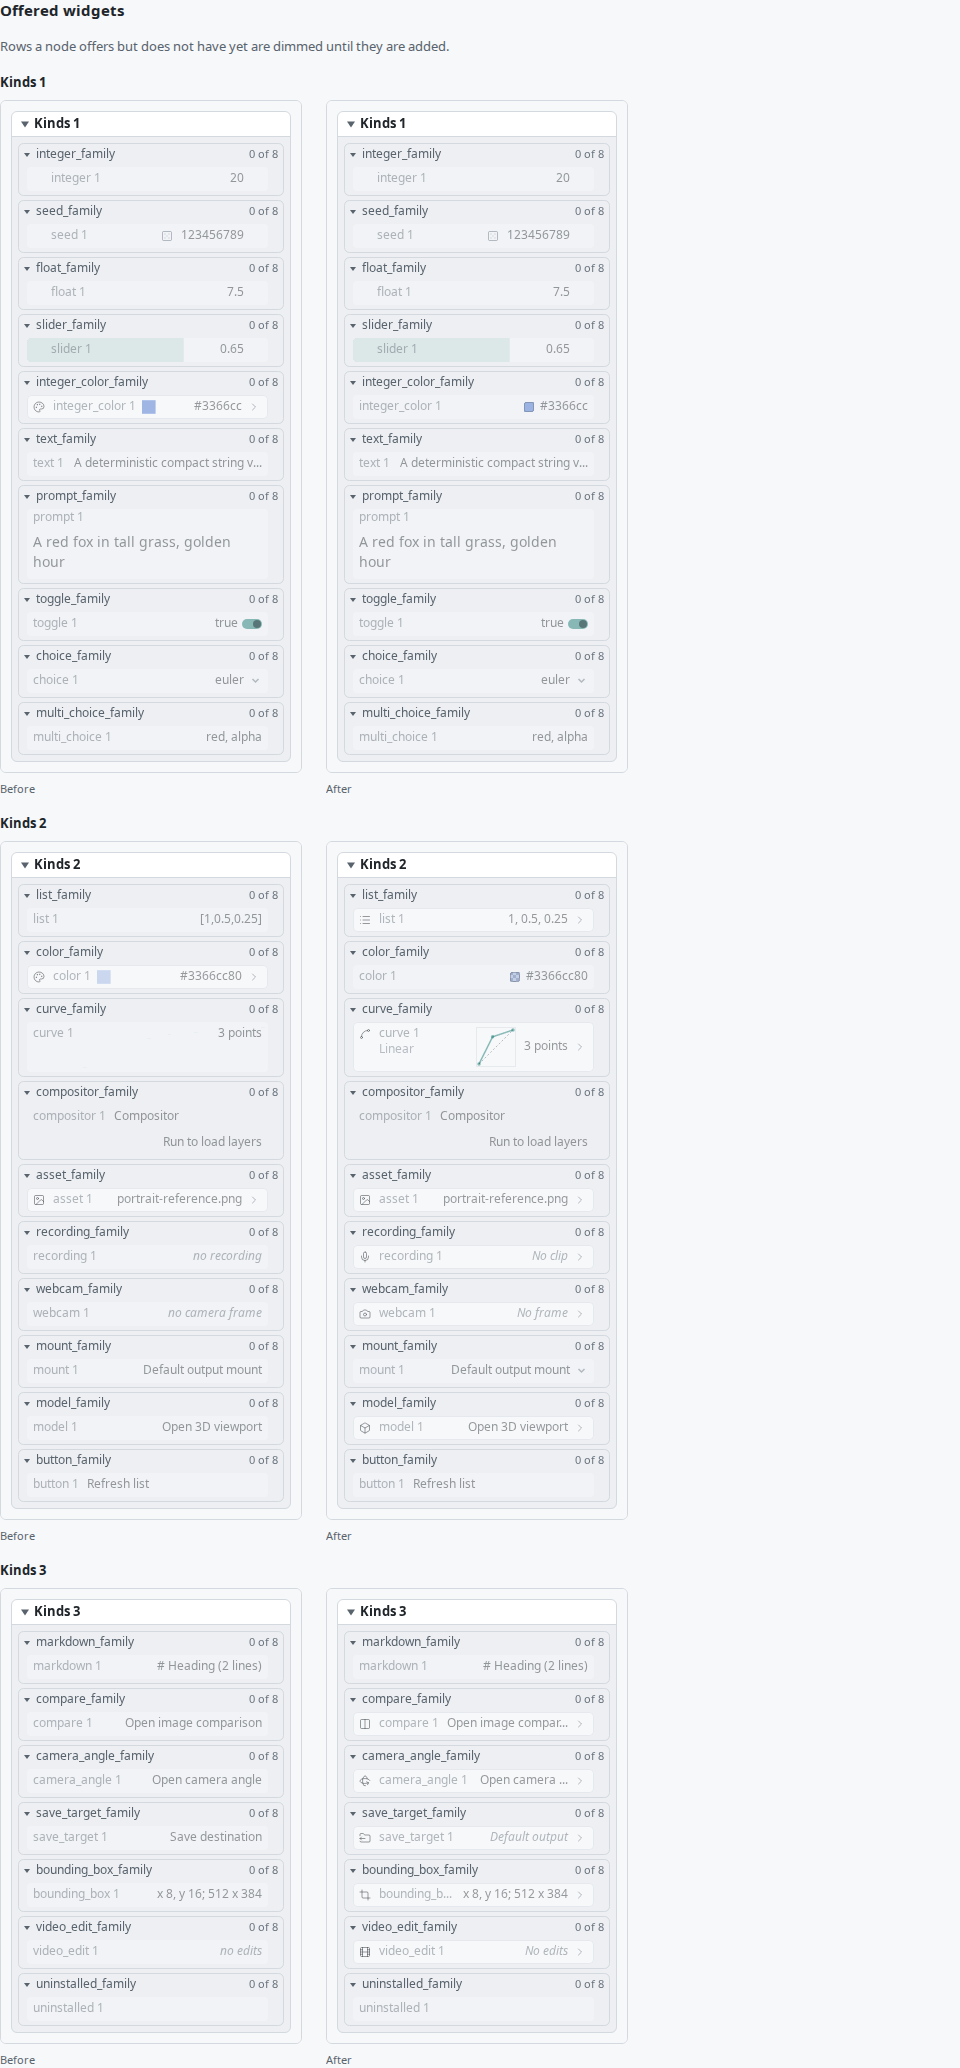 Offered widgets
Rows a node offers but does not have yet are dimmed until they are added.
Kinds 1
Kinds 1
integer_family 0 of 8
integer 1 20
seed_family 0 of 8
seed 1 123456789
float_family 0 of 8
float 1 7.5
slider_family 0 of 8
slider 1 0.65
integer_color_family 0 of 8
integer_color 1 #3366cc
text_family 0 of 8
text 1 A deterministic compact string v...
prompt_family 0 of 8
prompt 1
A red fox in tall grass, golden
hour
toggle_family 0 of 8
toggle 1 true
choice_family 0 of 8
choice 1 euler
multi_choice_family 0 of 8
multi_choice 1 red, alpha
Before
Kinds 1
integer_family 0 of 8
integer 1 20
seed_family 0 of 8
seed 1 123456789
float_family 0 of 8
float 1 7.5
slider_family 0 of 8
slider 1 0.65
integer_color_family 0 of 8
integer_color 1 #3366cc
text_family 0 of 8
text 1 A deterministic compact string v...
prompt_family 0 of 8
prompt 1
A red fox in tall grass, golden
hour
toggle_family 0 of 8
toggle 1 true
choice_family 0 of 8
choice 1 euler
multi_choice_family 0 of 8
multi_choice 1 red, alpha
After
Kinds 2
Kinds 2
list_family 0 of 8
list 1 [1,0.5,0.25]
color_family 0 of 8
color 1 #3366cc80
curve_family 0 of 8
curve 1 3 points
compositor_family 0 of 8
compositor 1 Compositor
Run to load layers
asset_family 0 of 8
asset 1 portrait-reference.png
recording_family 0 of 8
recording 1 no recording
webcam_family 0 of 8
webcam 1 no camera frame
mount_family 0 of 8
mount 1 Default output mount
model_family 0 of 8
model 1 Open 3D viewport
button_family 0 of 8
button 1 Refresh list
Before
Kinds 2
list_family 0 of 8
list 1 1, 0.5, 0.25
color_family 0 of 8
color 1 #3366cc80
curve_family 0 of 8
curve 1
Linear
3 points
compositor_family 0 of 8
compositor 1 Compositor
Run to load layers
asset_family 0 of 8
asset 1 portrait-reference.png
recording_family 0 of 8
recording 1 No clip
webcam_family 0 of 8
webcam 1 No frame
mount_family 0 of 8
mount 1 Default output mount
model_family 0 of 8
model 1 Open 3D viewport
button_family 0 of 8
button 1 Refresh list
After
Kinds 3
Kinds 3
markdown_family 0 of 8
markdown 1 # Heading (2 lines)
compare_family 0 of 8
compare 1 Open image comparison
camera_angle_family 0 of 8
camera_angle 1 Open camera angle
save_target_family 0 of 8
save_target 1 Save destination
bounding_box_family 0 of 8
bounding_box 1 x 8, y 16; 512 x 384
video_edit_family 0 of 8
video_edit 1 no edits
uninstalled_family 0 of 8
uninstalled 1
Before
Kinds 3
markdown_family 0 of 8
markdown 1 # Heading (2 lines)
compare_family 0 of 8
compare 1 Open image compar...
camera_angle_family 0 of 8
camera_angle 1 Open camera ...
save_target_family 0 of 8
save_target 1 Default output
bounding_box_family 0 of 8
bounding_b... x 8, y 16; 512 x 384
video_edit_family 0 of 8
video_edit 1 No edits
uninstalled_family 0 of 8
uninstalled 1
After